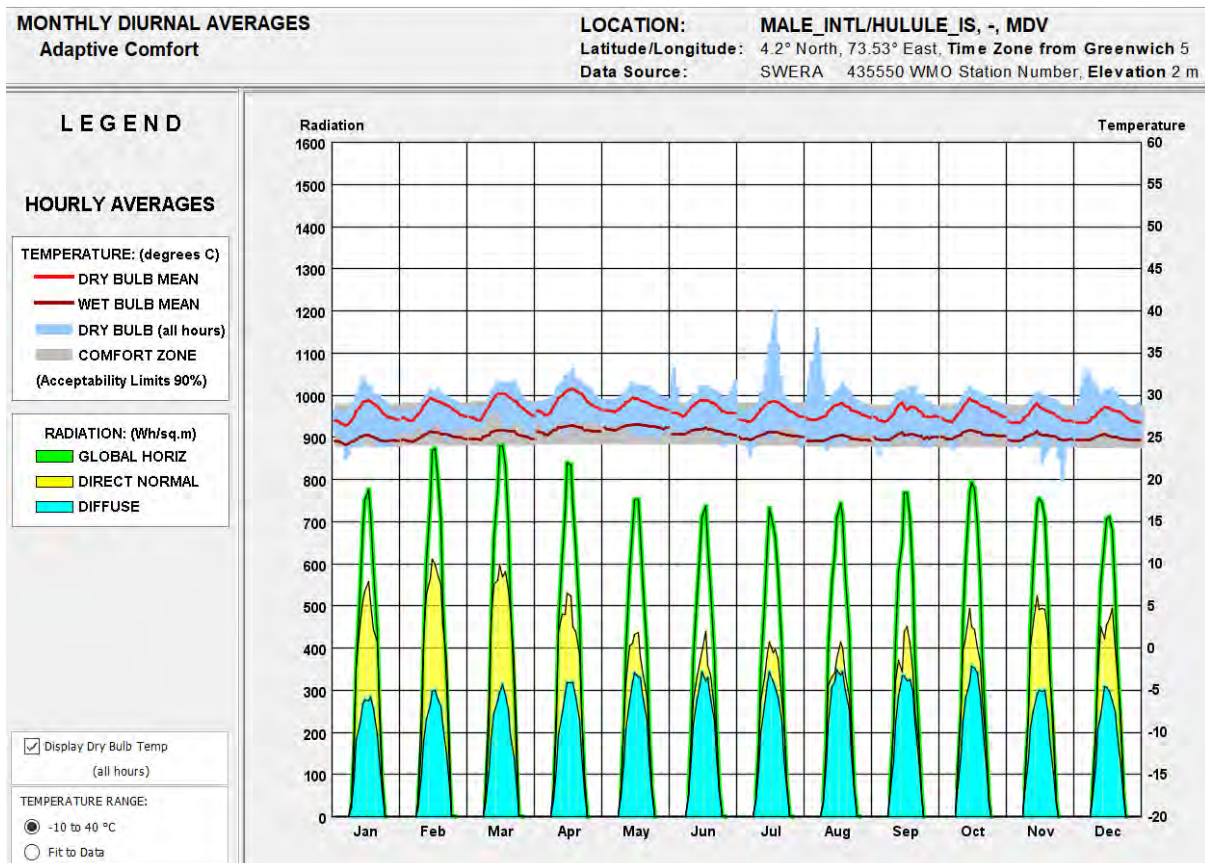 MONTHLY DIURNAL AVERAGES
Adaptive Comfort
LOCATION: MALE_INTL/HULULE_IS, -, MDV
Latitude/Longitude: 4.2° North, 73.53° East, Time Zone from Greenwich 5
Data Source: SWERA 435550 WMO Station Number, Elevation 2 m
LEGEND
HOURLY AVERAGES
TEMPERATURE: (degrees C)
DRY BULB MEAN
WET BULB MEAN
DRY BULB (all hours)
COMFORT ZONE
(Acceptability Limits 90%)
RADIATION: (Wh/sq.m)
GLOBAL HORIZ
DIRECT NORMAL
DIFFUSE
Display Dry Bulb Temp
(all hours)
TEMPERATURE RANGE:
-10 to 40 °C
Fit to Data
Radiation Temperature
1600 60
1500 55
1400 50
1300 45
1200 40
1100 35
1000 30
900 25
800 20
700 15
600 10
500 5
400 0
300 -5
200 -10
100 -15
0 -20
Jan Feb Mar Apr May Jun Jul Aug Sep Oct Nov Dec